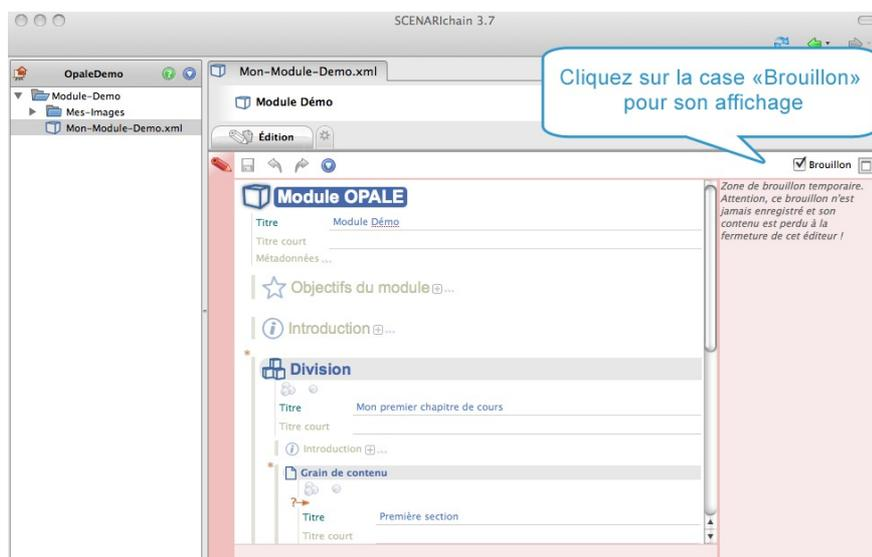 SCENARIchain 3.7
OpaleDemo
Mon-Module-Demo.xml
Module-Demo
Mes-Images
Mon-Module-Demo.xml
Module Démo
Cliquez sur la case «Brouillon»
pour son affichage
Édition
Brouillon
Module OPALE
Titre Module Démo
Titre court
Métadonnées ...
Objectifs du module ...
Introduction ...
Division
Titre Mon premier chapitre de cours
Titre court
Introduction ...
Grain de contenu
Titre Première section
Titre court
Zone de brouillon temporaire.
Attention, ce brouillon n'est
jamais enregistré et son
contenu est perdu à la
fermeture de cet éditeur !